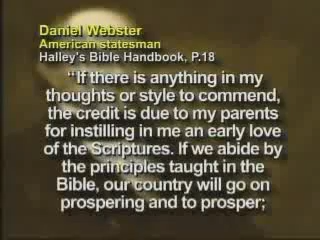 Daniel Webster
American statesman
Halley's Bible Handbook, P.18
“If there is anything in my
thoughts or style to commend,
the credit is due to my parents
for instilling in me an early love
of the Scriptures. If we abide by
the principles taught in the
Bible, our country will go on
prospering and to prosper;